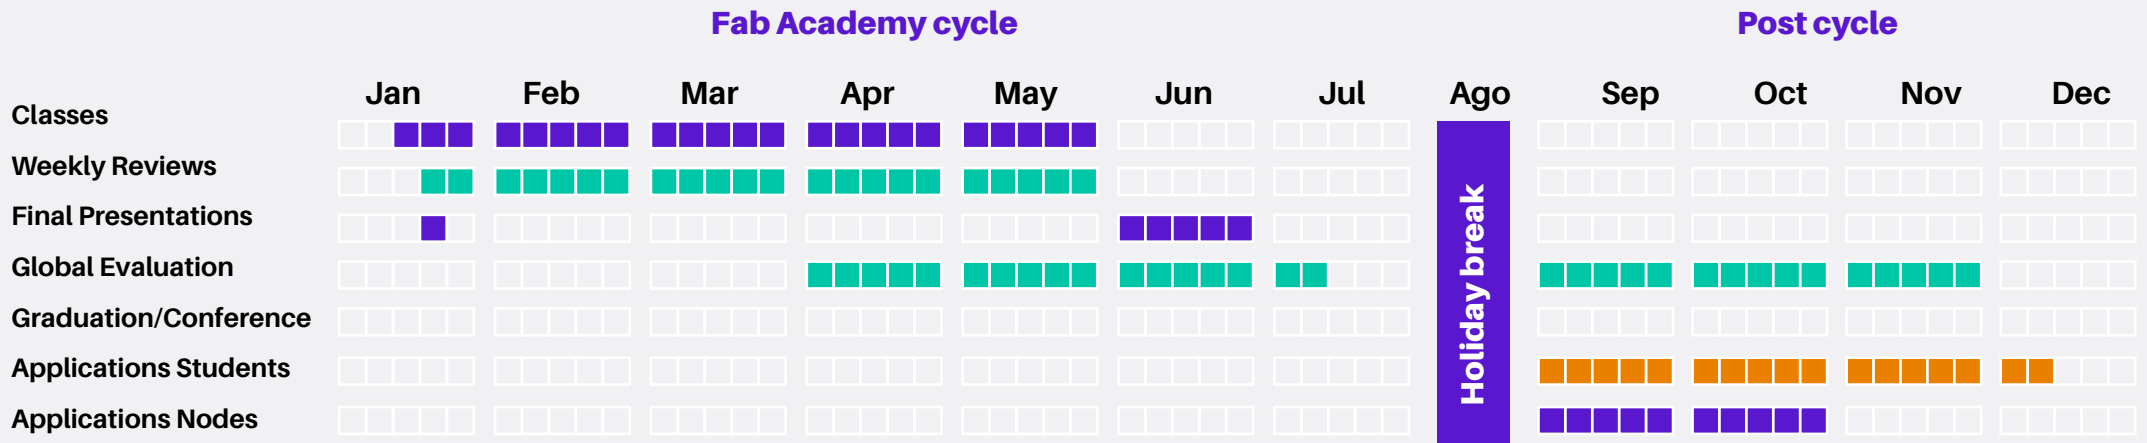 Fab Academy cycle
Post cycle
Jan Feb Mar Apr May Jun Jul Ago Sep Oct Nov Dec
Classes
Weekly Reviews
Final Presentations
Global Evaluation
Graduation/Conference
Applications Students
Applications Nodes
Holiday break